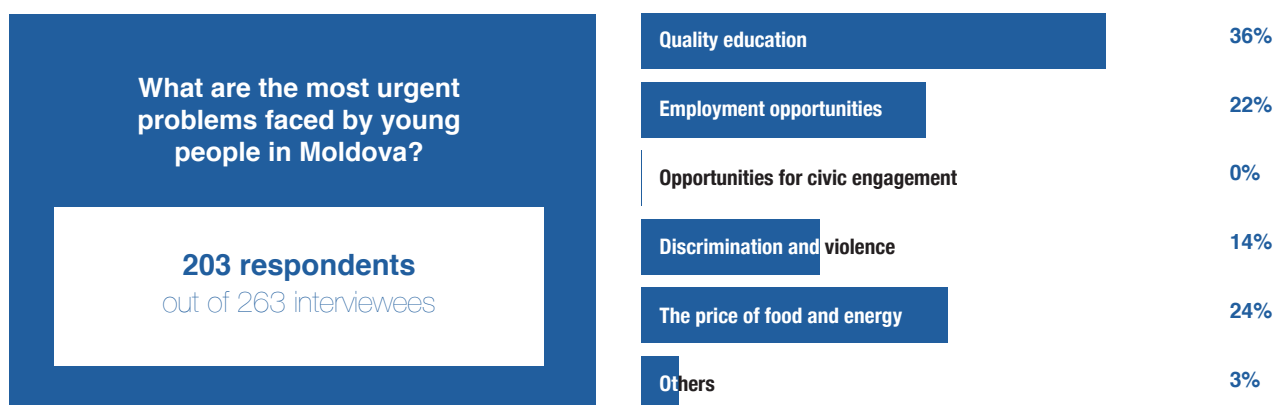 What are the most urgent
problems faced by young
people in Moldova?
203 respondents
out of 263 interviewees
Quality education 36%
Employment opportunities 22%
Opportunities for civic engagement 0%
Discrimination and violence 14%
The price of food and energy 24%
Others 3%